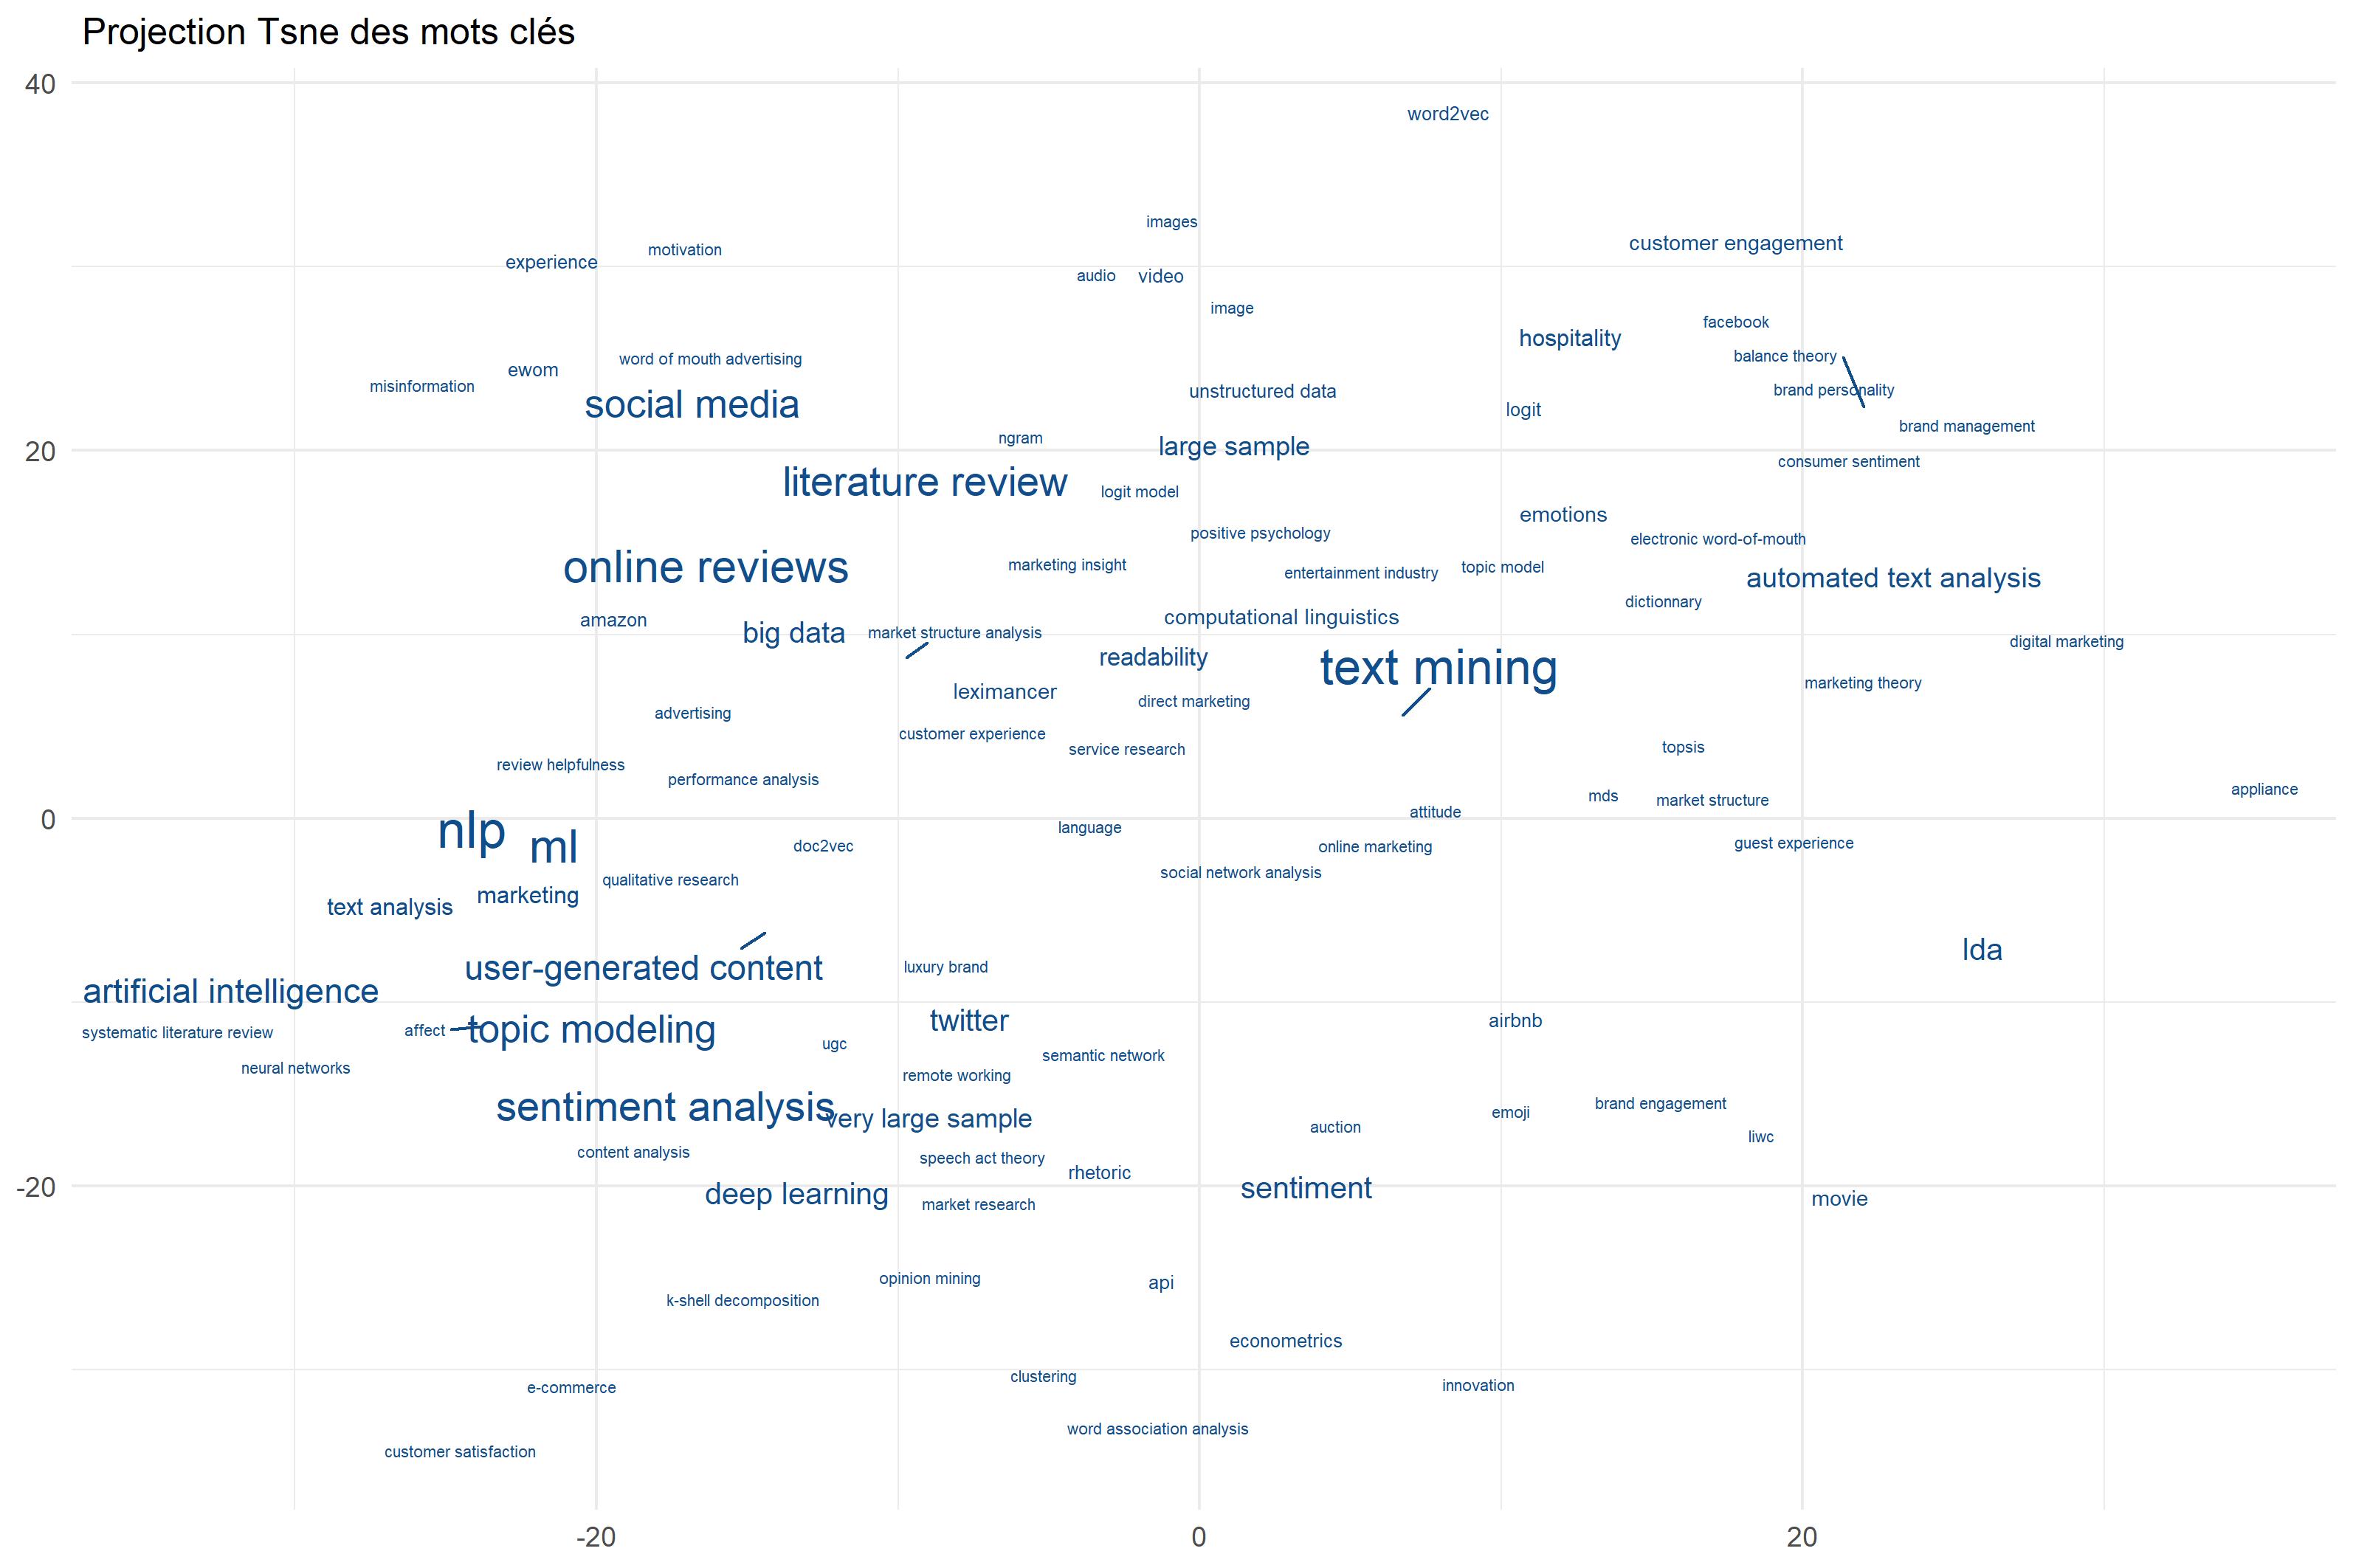 Projection Tsne des mots clés
40
word2vec
images
customer engagement
motivation
experience
audio
video
image
facebook
hospitality
balance theory
word of mouth advertising
ewom
misinformation
unstructured data
brand personality
social media
logit
brand management
ngram
large sample
20
consumer sentiment
literature review
logit model
emotions
positive psychology
electronic word-of-mouth
online reviews
marketing insight
topic model
entertainment industry
automated text analysis
dictionnary
computational linguistics
amazon
big data
market structure analysis
digital marketing
readability
text mining
marketing theory
leximancer
direct marketing
advertising
customer experience
service research
topsis
review helpfulness
performance analysis
appliance
mds
market structure
attitude
0
nlp
language
ml
doc2vec
online marketing
guest experience
social network analysis
qualitative research
marketing
text analysis
lda
user-generated content
luxury brand
artificial intelligence
twitter
airbnb
systematic literature review
affect
topic modeling
ugc
semantic network
neural networks
remote working
brand engagement
sentiment analysis
emoji
very large sample
auction
liwc
content analysis
speech act theory
rhetoric
-20
sentiment
deep learning
movie
market research
opinion mining
api
k-shell decomposition
econometrics
clustering
innovation
e-commerce
word association analysis
customer satisfaction
-20
0
20